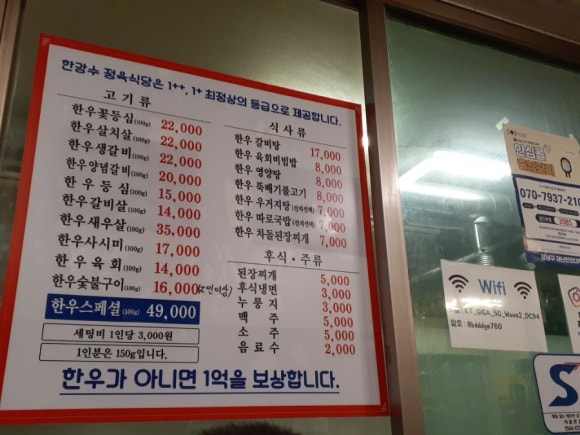 한강수 정육식당은 1++, 1+ 최정상의 등급으로 제공합니다.
고기류
한우꽃등심(100g) 22,000
한우살치살(100g) 22,000
한우생갈비(100g) 22,000
한우양념갈비(100g) 20,000
한우등심(100g) 15,000
한우갈비살(100g) 14,000
한우새우살(100g) 35,000
한우사시미(100g) 17,000
한우육회(100g) 14,000
한우숯불구이(100g) 16,000
한우스페셜(100g) 49,000
세팅비 1인당 3,000원
1인분은 150g입니다.
식사류
한우 갈비탕 17,000
한우 육회비빔밥 8,000
한우 영양탕 8,000
한우 뚝배기불고기 8,000
한우 우거지탕 7,000
한우 따로국밥 7,000
한우 차돌된장찌개 7,000
후식·주류
된장찌개 5,000
후식냉면 5,000
누룽지 3,000
맥주 5,000
소주 5,000
음료수 2,000
한우가 아니면 1억을 보상합니다.
안심콜
070-7937-210
3985
Wifi
KT_GIGA_5G_Wave2_DC94
암호: 8bdddge760
S